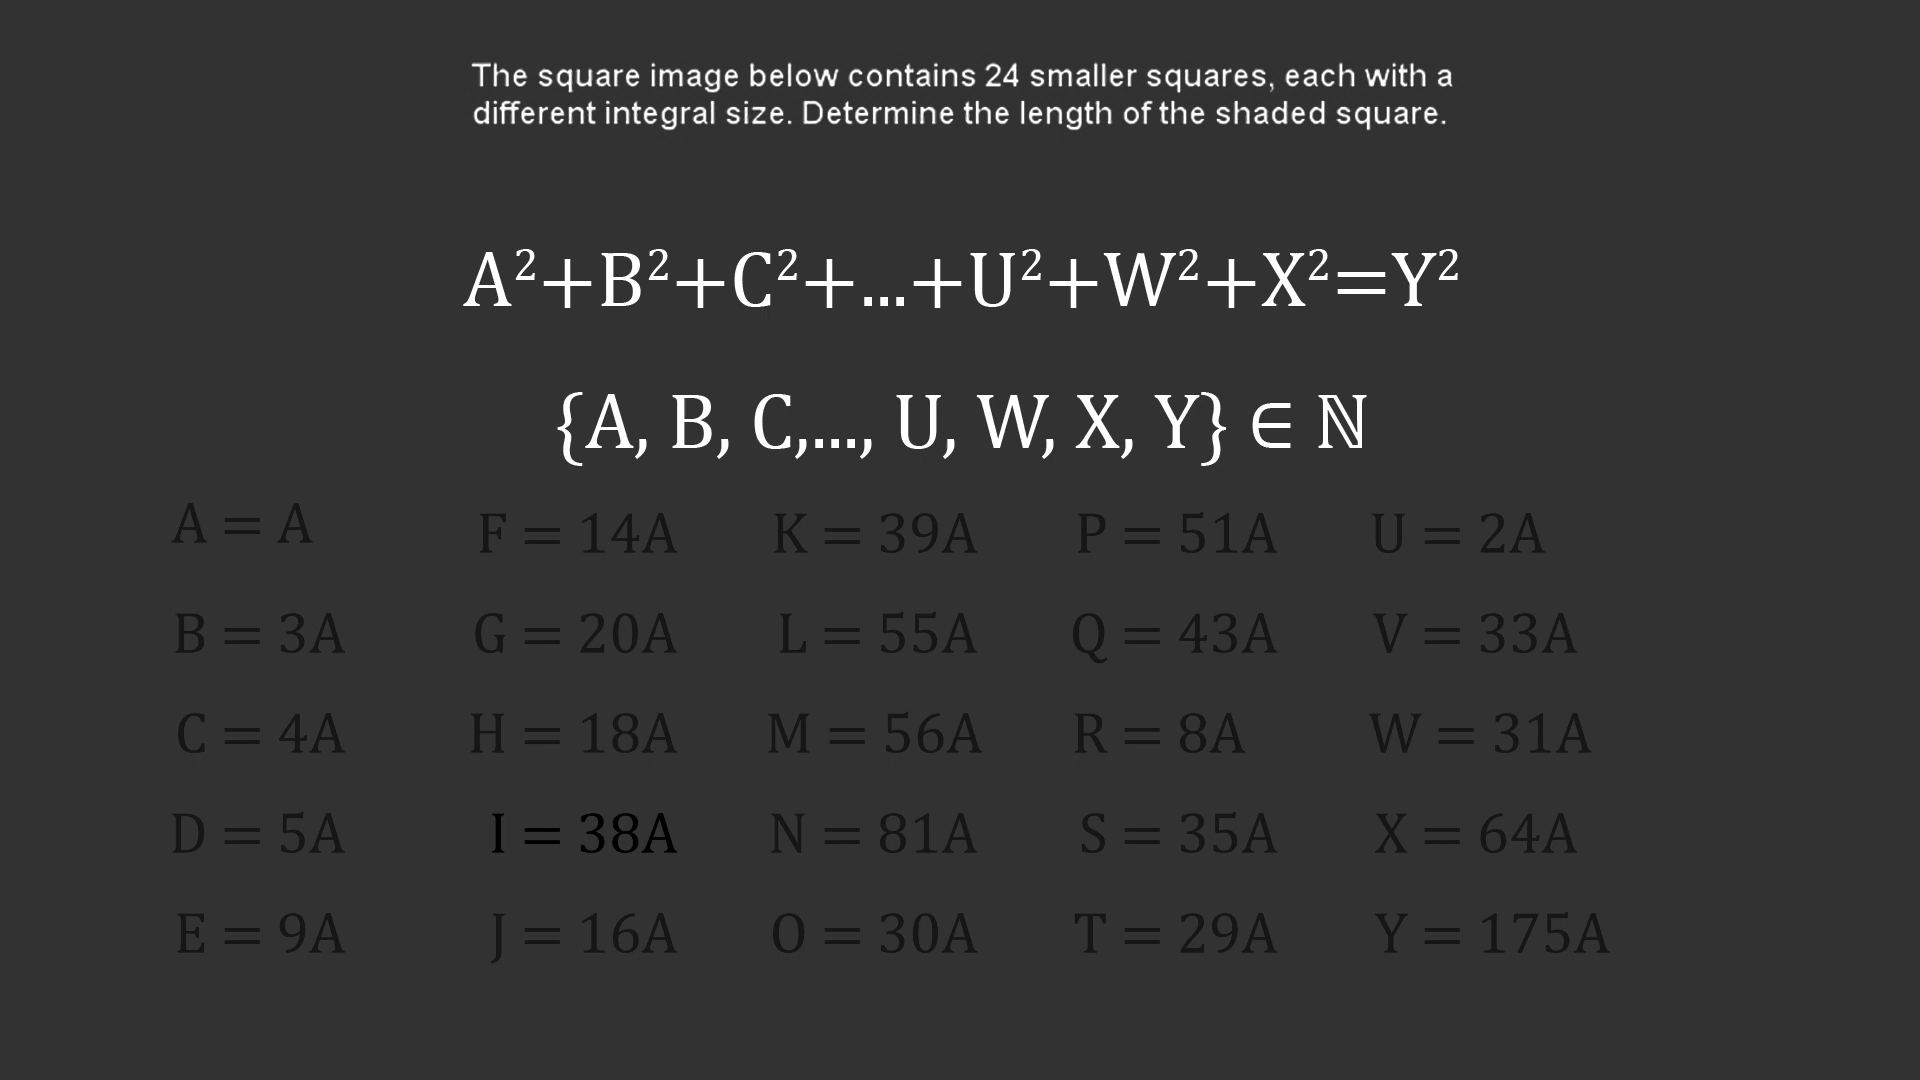 The square image below contains 24 smaller squares, each with a
different integral size. Determine the length of the shaded square.
A²+B²+C²+...+U²+W²+X²=Y²
{A, B, C,..., U, W, X, Y} ∈ ℕ
A = A F = 14A K = 39A P = 51A U = 2A
B = 3A G = 20A L = 55A Q = 43A V = 33A
C = 4A H = 18A M = 56A R = 8A W = 31A
D = 5A I = 38A N = 81A S = 35A X = 64A
E = 9A J = 16A O = 30A T = 29A Y = 175A